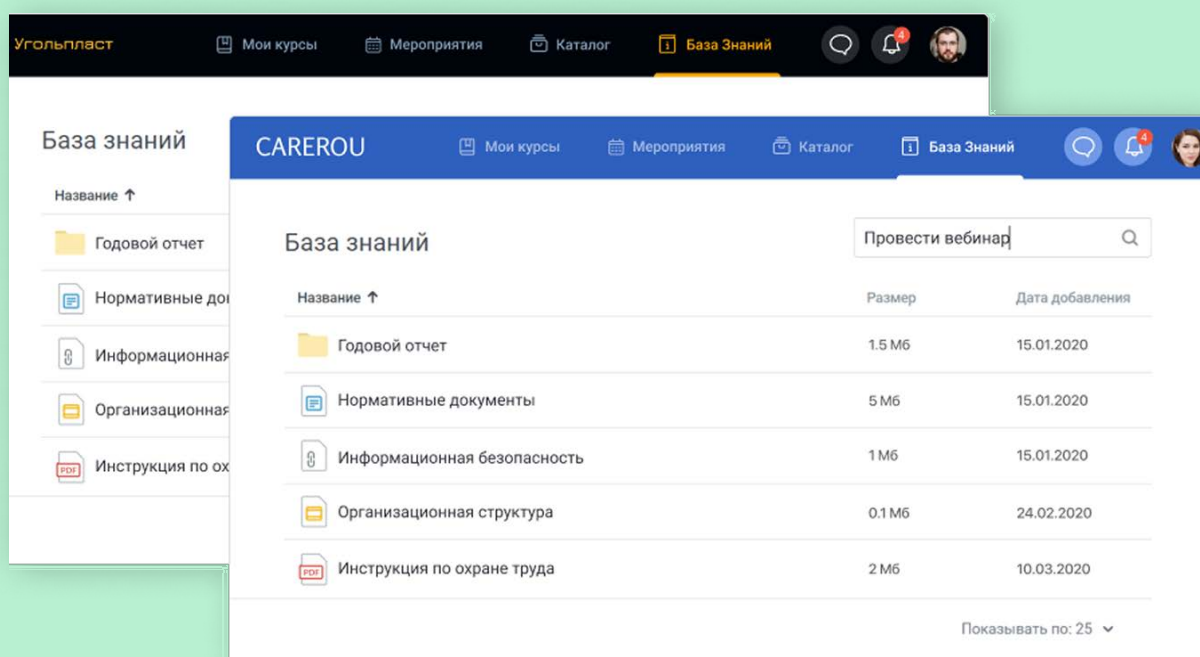 Угольпласт Мои курсы Мероприятия Каталог База Знаний 4
База знаний
Название ↑
Годовой отчет
Нормативные
Информационная
Организационная
Инструкция по
CAREROU Мои курсы Мероприятия Каталог База Знаний 4
База знаний Провести вебинар
Название ↑ Размер Дата добавления
Годовой отчет 1.5 Мб 15.01.2020
Нормативные документы 5 Мб 15.01.2020
Информационная безопасность 1 Мб 15.01.2020
Организационная структура 0.1 Мб 24.02.2020
PDF Инструкция по охране труда 2 Мб 10.03.2020
PDF
Показывать по: 25